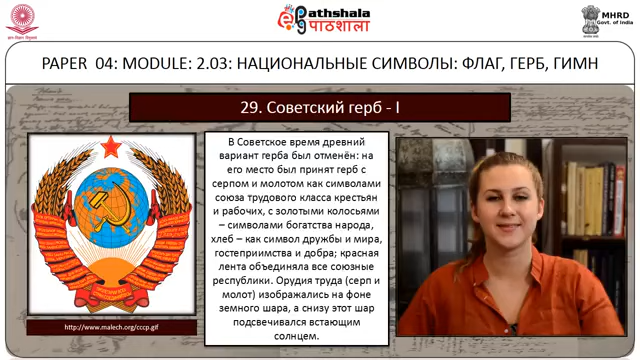 ePathshala
पाठशाला
MHRD
Govt. of India
PAPER 04: MODULE: 2.03: НАЦИОНАЛЬНЫЕ СИМВОЛЫ: ФЛАГ, ГЕРБ, ГИМН
29. Советский герб - I
В Советское время древний
вариант герба был отменён: на
его место был принят герб с
серпом и молотом как символами
союза трудового класса крестьян
и рабочих, с золотыми колосьями
– символами богатства народа,
хлеб – как символ дружбы и мира,
гостеприимства и добра; красная
лента объединяла все союзные
республики. Орудия труда (серп и
молот) изображались на фоне
земного шара, а снизу этот шар
подсвечивался встающим
солнцем.
http://www.malech.org/cccp.gif